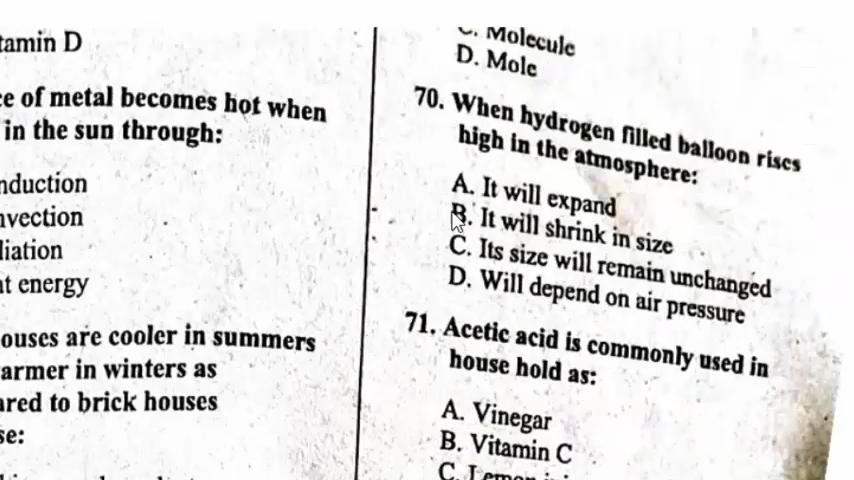 tamin D
ce of metal becomes hot when
in the sun through:
nduction
nvection
liation
at energy
ouses are cooler in summers
armer in winters as
ared to brick houses
se:
C. Molecule
D. Mole
70. When hydrogen filled balloon rises
high in the atmosphere:
A. It will expand
B. It will shrink in size
C. Its size will remain unchanged
D. Will depend on air pressure
71. Acetic acid is commonly used in
house hold as:
A. Vinegar
B. Vitamin C
C. Lemon